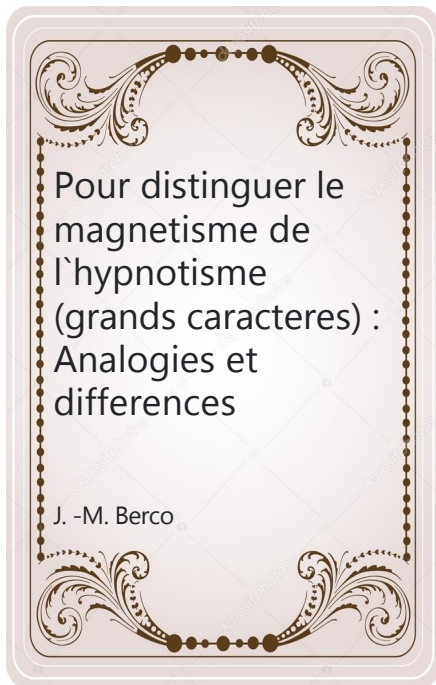 Pour distinguer le
magnetisme de
l`hypnotisme
(grands caracteres) :
Analogies et
differences
J. -M. Berco